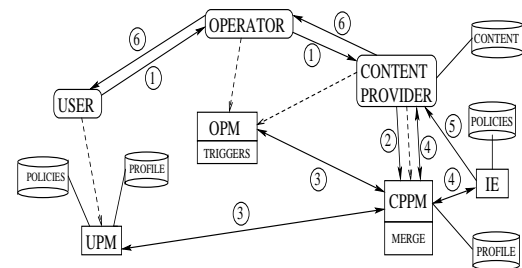 OPERATOR
6
6
1
1
CONTENT
CONTENT
PROVIDER
USER
POLICIES
OPM
TRIGGERS
2
4
5
POLICIES
PROFILE
3
4
IE
CPPM
3
UPM
MERGE
PROFILE